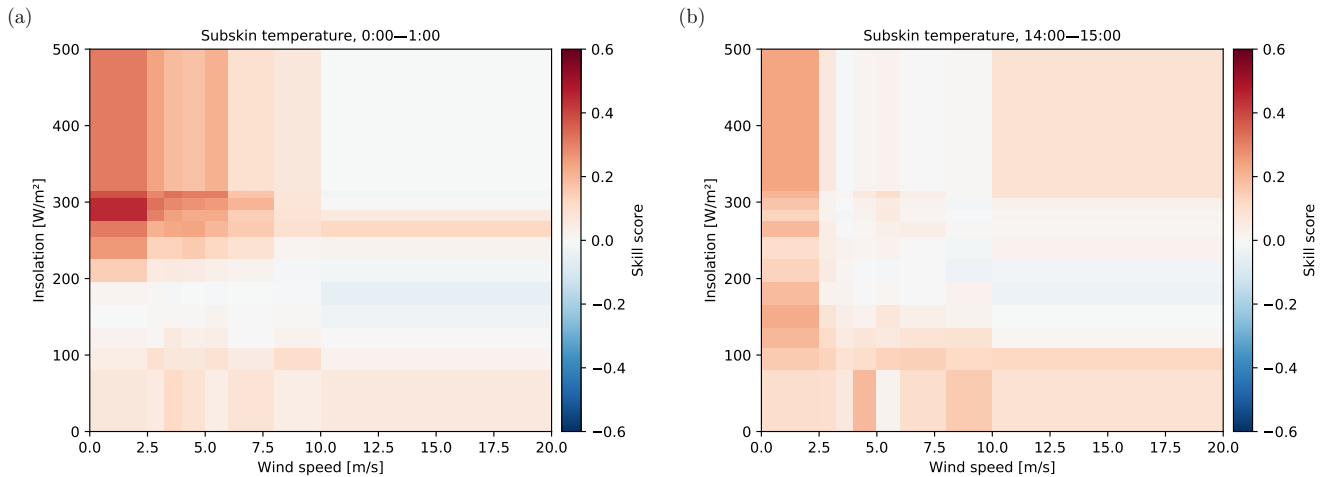 (a)
Subskin temperature, 0:00—1:00
500
400
300
200
100
0
Insolation [W/m²]
0.0 2.5 5.0 7.5 10.0 12.5 15.0 17.5 20.0
Wind speed [m/s]
0.6
0.4
0.2
0.0
−0.2
−0.4
−0.6
Skill score
(b)
Subskin temperature, 14:00—15:00
500
400
300
200
100
0
Insolation [W/m²]
0.0 2.5 5.0 7.5 10.0 12.5 15.0 17.5 20.0
Wind speed [m/s]
0.6
0.4
0.2
0.0
−0.2
−0.4
−0.6
Skill score